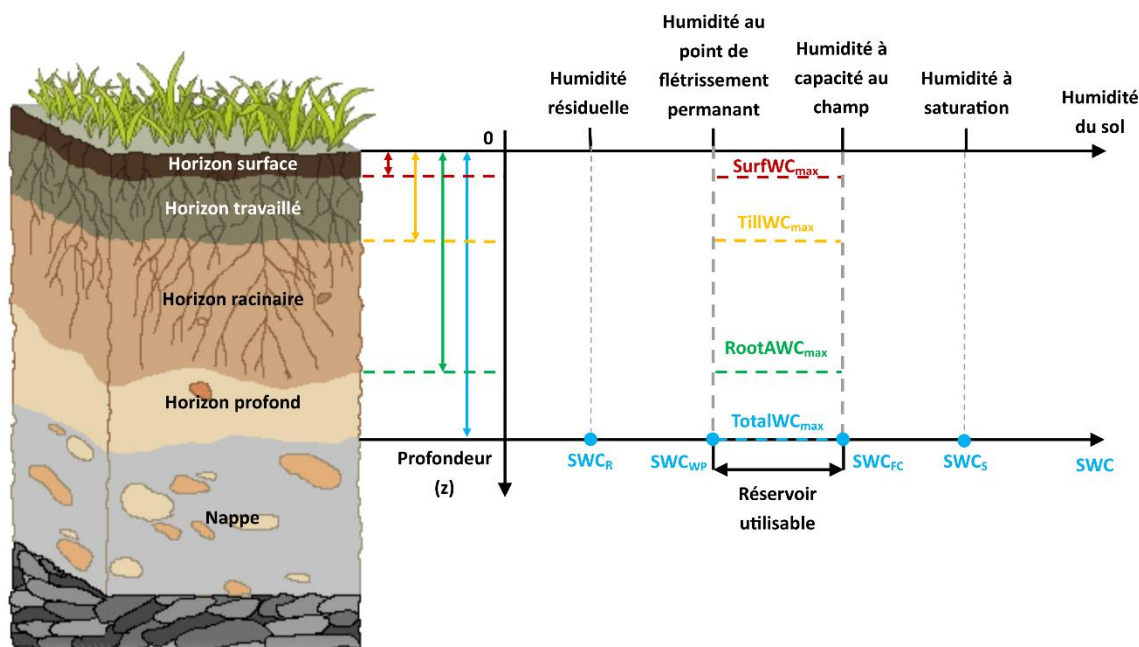 Humidité au
point de
flétrissement
permanant
Humidité à
capacité au
champ
Humidité
résiduelle
Humidité à
saturation
Humidité
du sol
0
Horizon surface
SurfWCmax
Horizon travaillé
TillWCmax
Horizon racinaire
RootAWCmax
Horizon profond
TotalWCmax
Profondeur
(z)
SWCR
SWCWP
SWCFC
SWCS
SWC
Réservoir
utilisable
Nappe